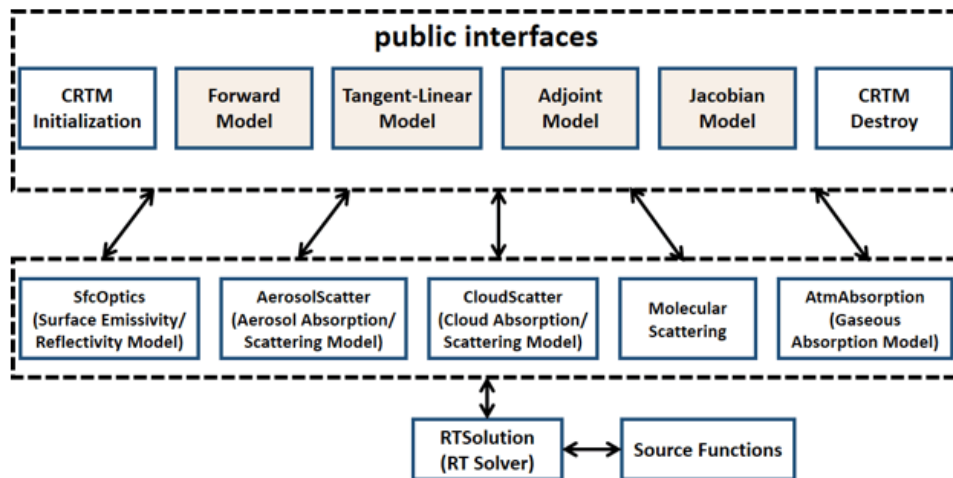 public interfaces
CRTM
Initialization
Forward
Model
Tangent-Linear
Model
Adjoint
Model
Jacobian
Model
CRTM
Destroy
SfcOptics
(Surface Emissivity/
Reflectivity Model)
AerosolScatter
(Aerosol Absorption/
Scattering Model)
CloudScatter
(Cloud Absorption/
Scattering Model)
Molecular
Scattering
AtmAbsorption
(Gaseous
Absorption Model)
RTSolution
(RT Solver)
Source Functions